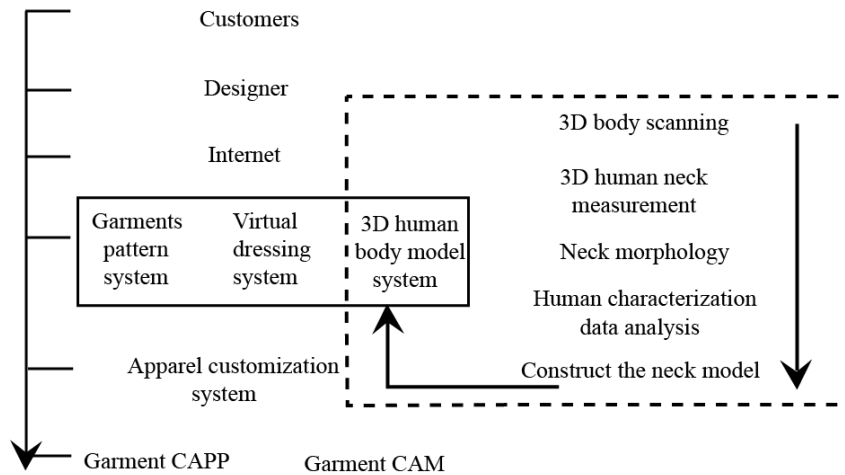 Customers
Designer
Internet
Garments
pattern
system
Virtual
dressing
system
3D human
body model
system
Apparel customization
system
Garment CAPP
Garment CAM
3D body scanning
3D human neck
measurement
Neck morphology
Human characterization
data analysis
Construct the neck model